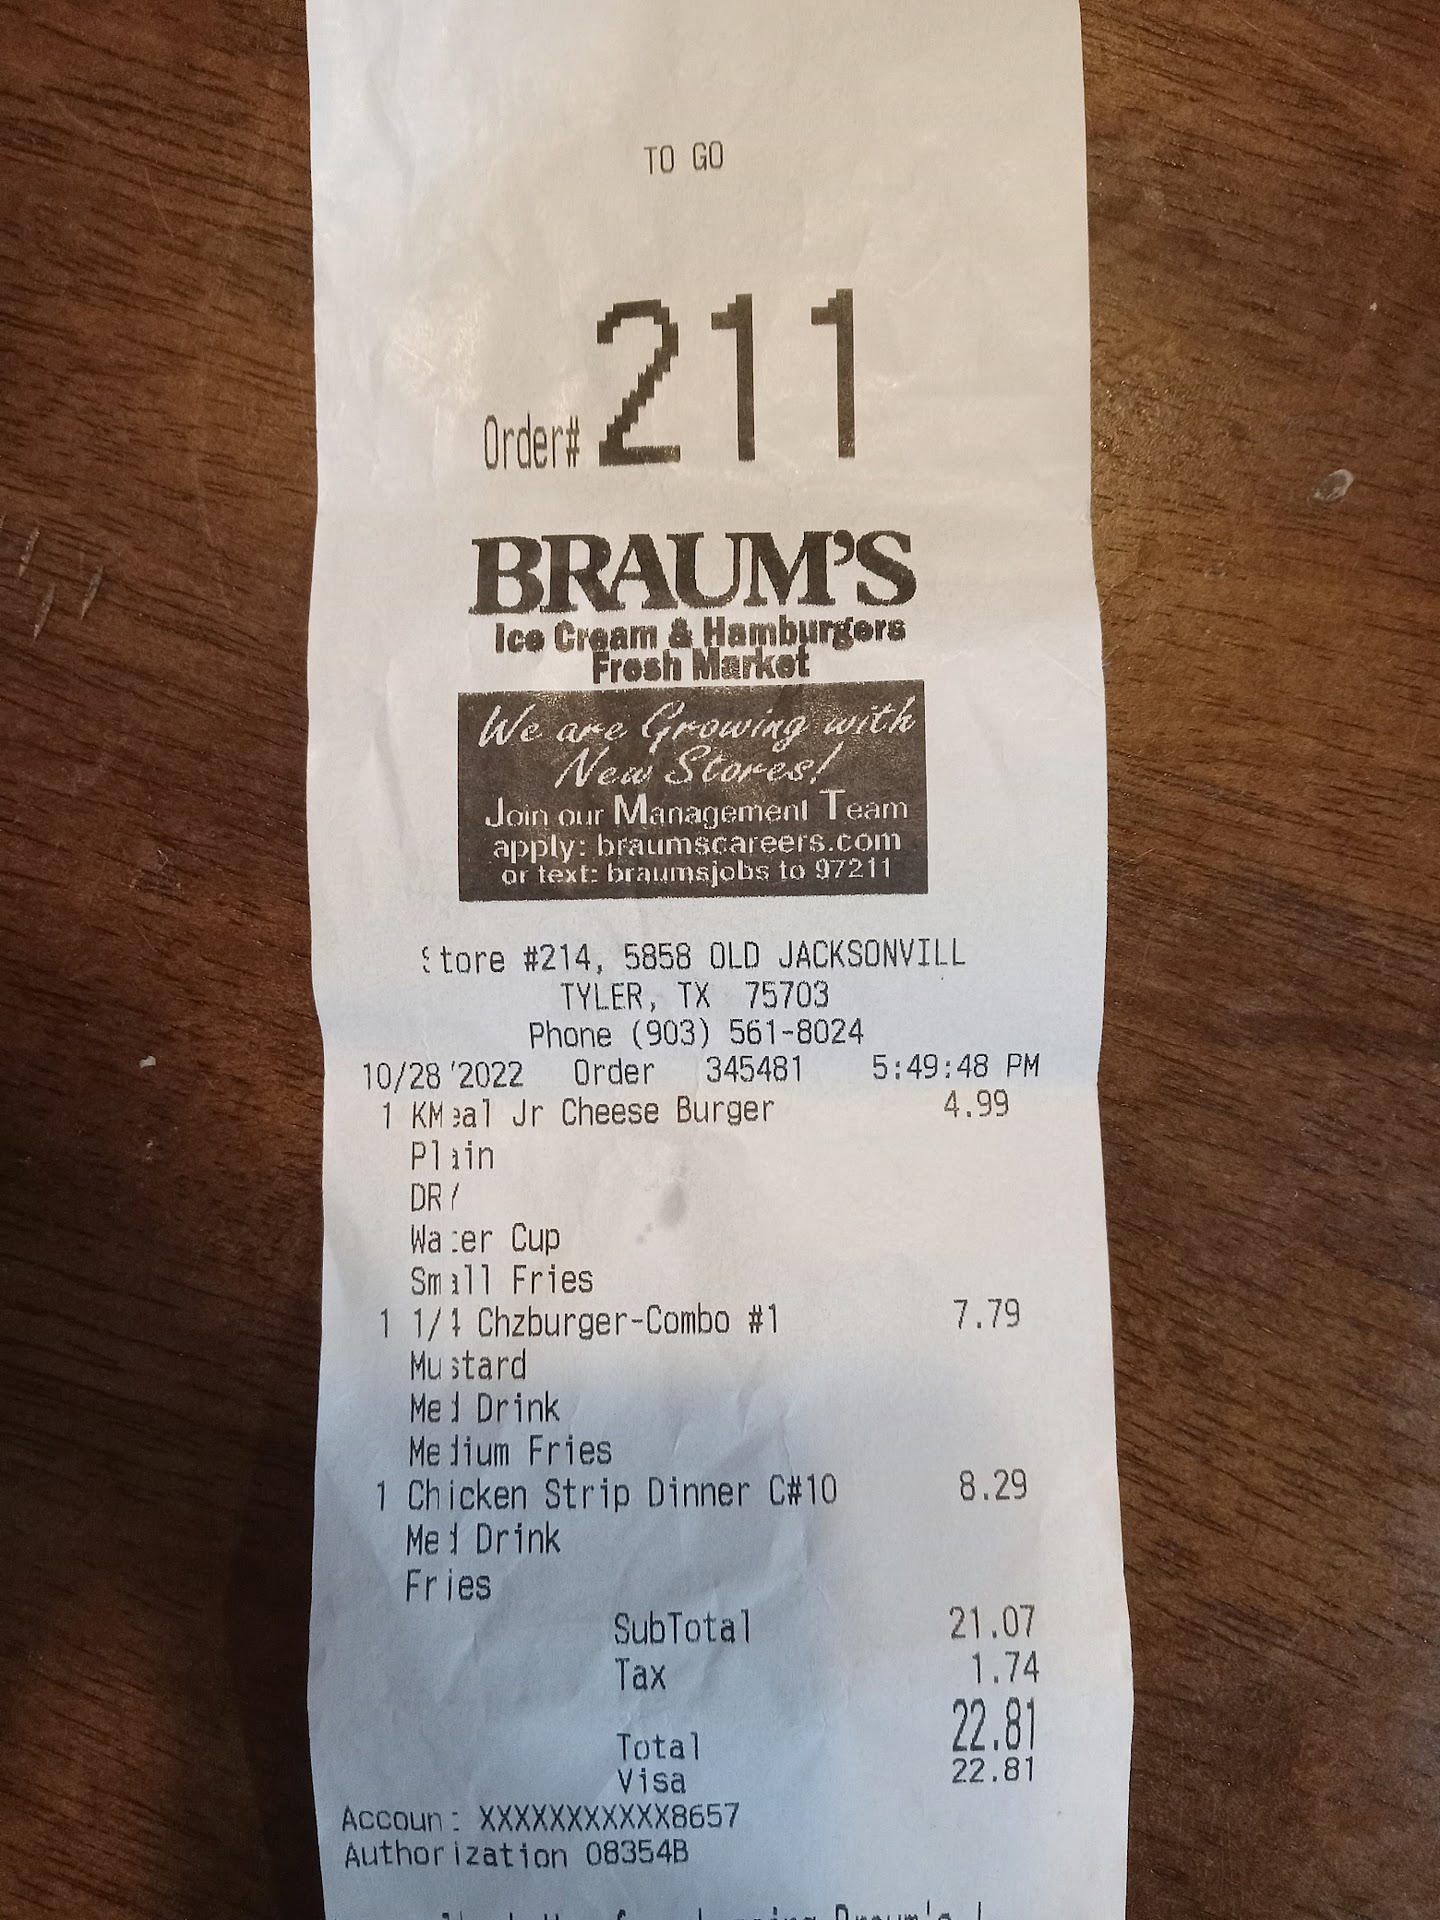 TO GO
Order# 211
BRAUM'S
Ice Cream & Hamburgers
Fresh Market
We are Growing with
New Stores!
Join our Management Team
apply: braumscareers.com
or text: braumsjobs to 97211
Store #214, 5858 OLD JACKSONVILL
TYLER, TX 75703
Phone (903) 561-8024
10/28/2022 Order 345481 5:49:48 PM
1 KMeal Jr Cheese Burger 4.99
Plain
DRY
Water Cup
Small Fries
1 1/4 Chzburger-Combo #1 7.79
Mustard
Med Drink
Medium Fries
1 Chicken Strip Dinner C#10 8.29
Med Drink
Fries
SubTotal 21.07
Tax 1.74
Total 22.81
Visa 22.81
Account: XXXXXXXXXXXX8657
Authorization 08354B
Braum's !